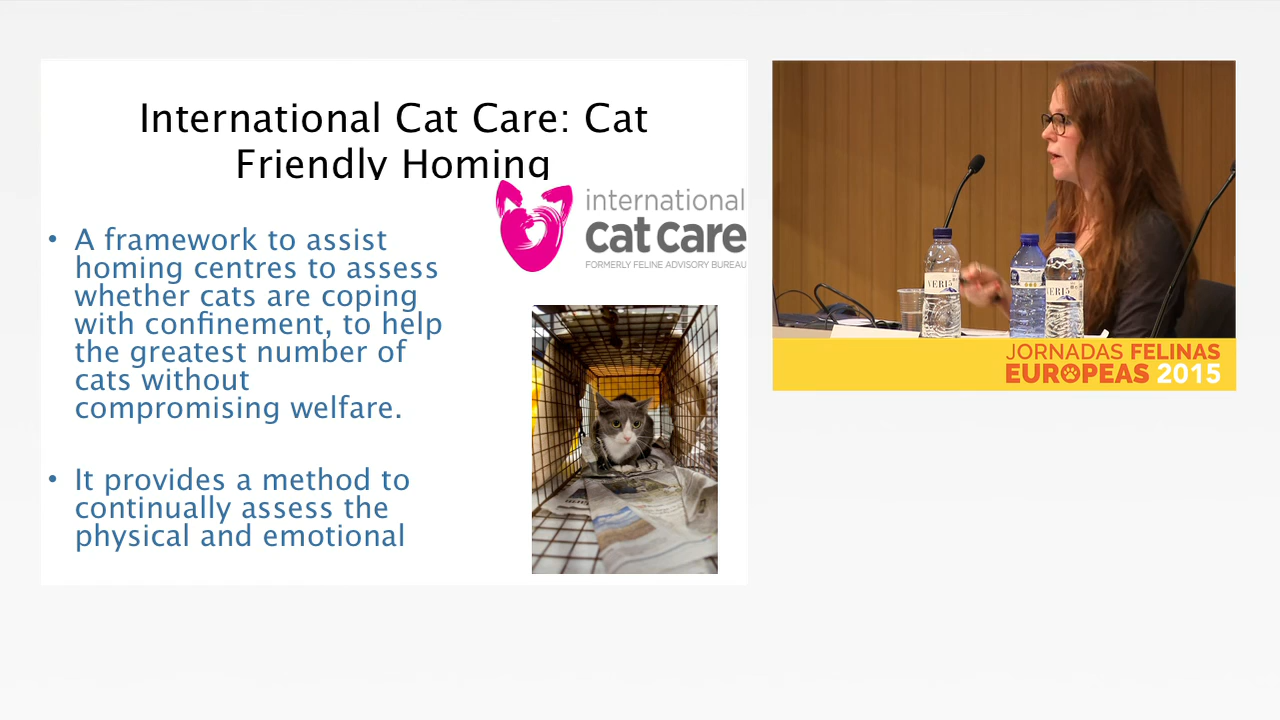 International Cat Care: Cat
Friendly Homing
international
cat care
FORMERLY FELINE ADVISORY BUREAU
• A framework to assist
homing centres to assess
whether cats are coping
with confinement, to help
the greatest number of
cats without
compromising welfare.
• It provides a method to
continually assess the
physical and emotional
JORNADAS FELINAS
EUROPEAS 2015